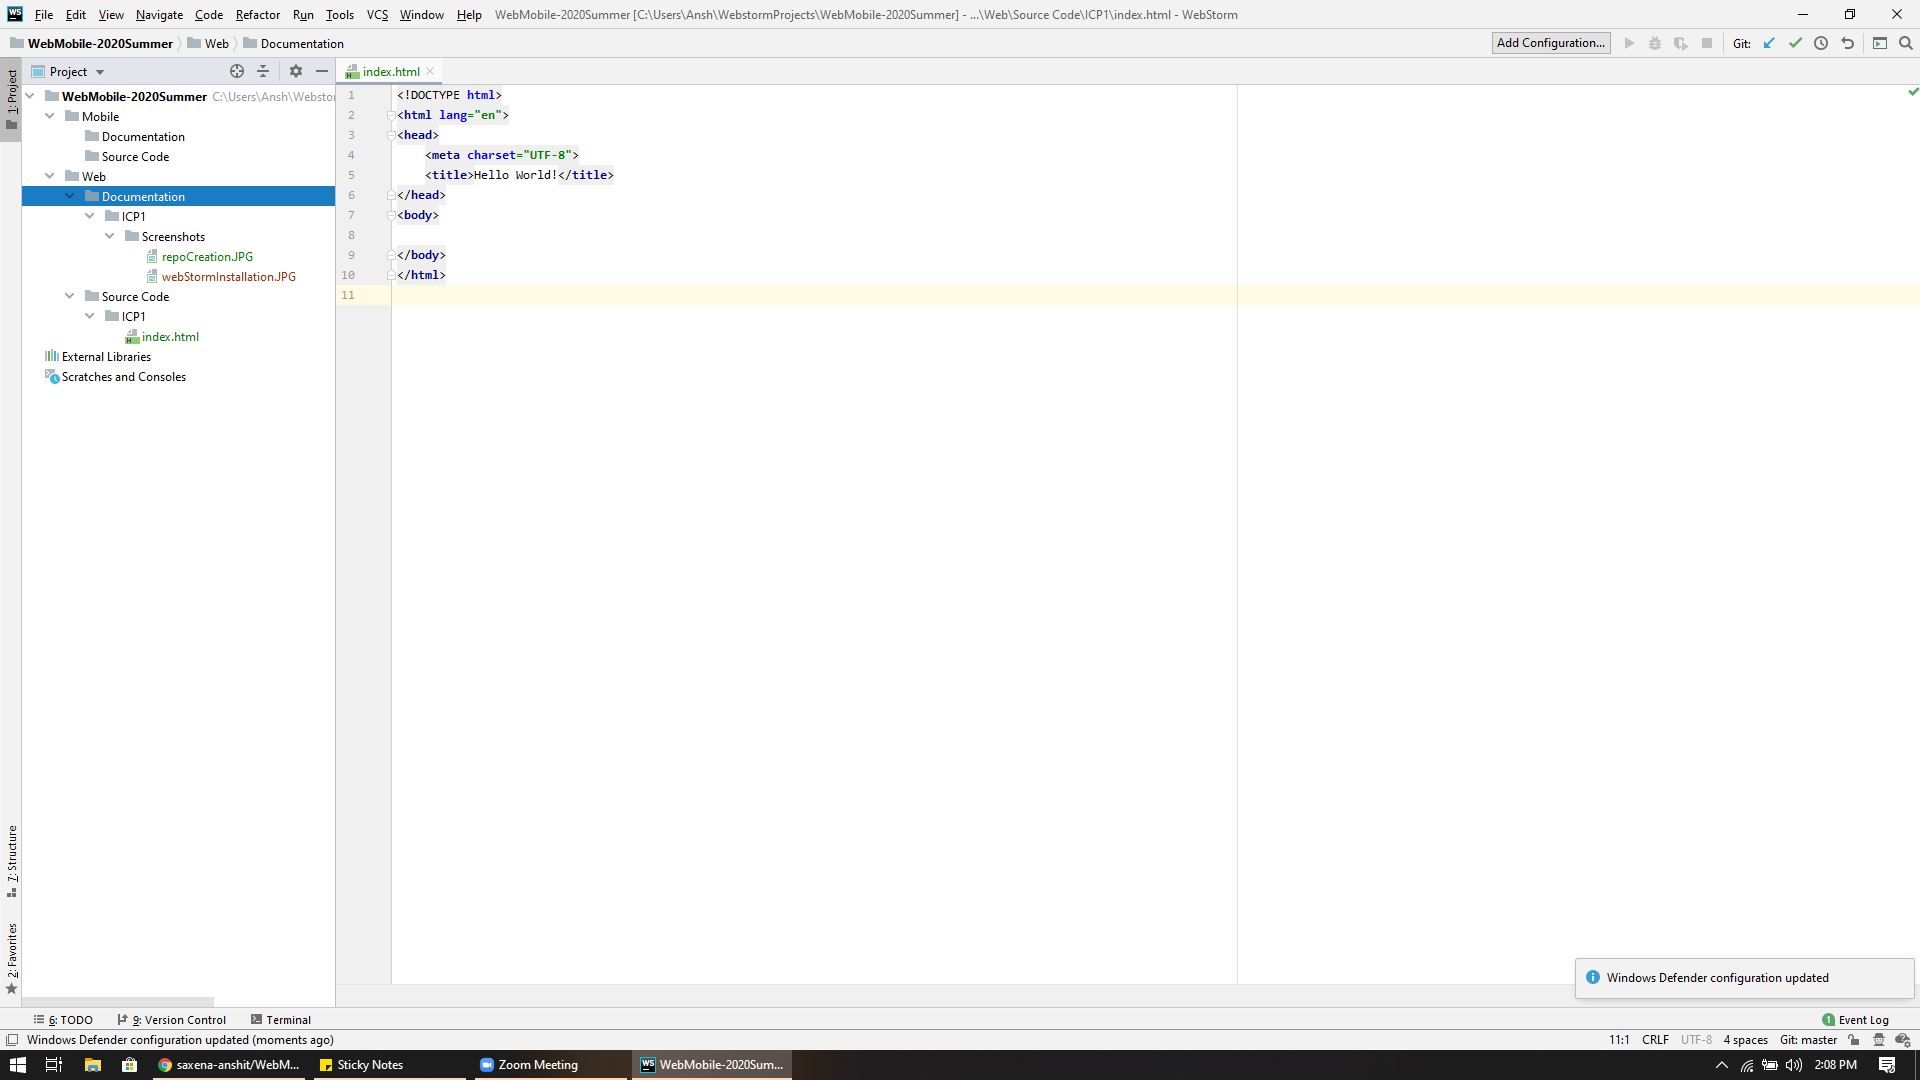 WS File Edit View Navigate Code Refactor Run Tools VCS Window Help WebMobile-2020Summer [C:\Users\Ansh\WebstormProjects\WebMobile-2020Summer] - ...\Web\Source Code\ICP1\index.html - WebStorm
WebMobile-2020Summer Web Documentation Add Configuration... Git:
1: Project
Project
index.html
WebMobile-2020Summer C:\Users\Ansh\Websto
Mobile
Documentation
Source Code
Web
Documentation
ICP1
Screenshots
repoCreation.JPG
webStormInstallation.JPG
Source Code
ICP1
index.html
External Libraries
Scratches and Consoles
1 <!DOCTYPE html>
2 <html lang="en">
3 <head>
4 <meta charset="UTF-8">
5 <title>Hello World!</title>
6 </head>
7 <body>
8
9 </body>
10 </html>
11
7: Structure
2: Favorites
Windows Defender configuration updated
6: TODO 9: Version Control Terminal 1 Event Log
Windows Defender configuration updated (moments ago) 11:1 CRLF UTF-8 4 spaces Git: master
saxena-anshit/WebM... Sticky Notes Zoom Meeting WS WebMobile-2020Sum... 2:08 PM